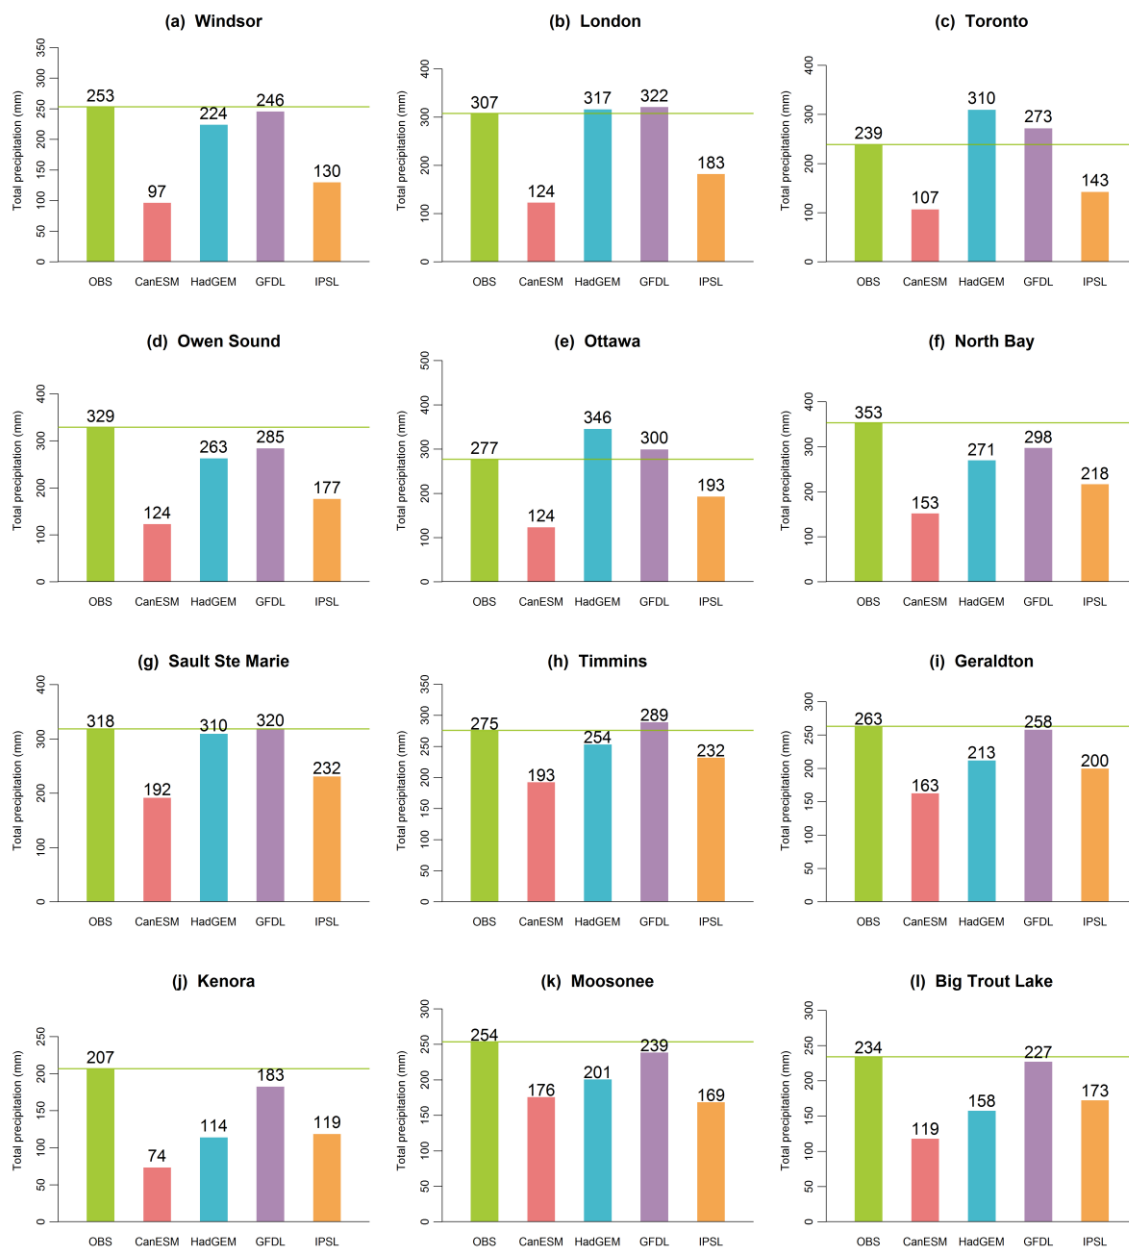 (a) Windsor
Total precipitation (mm)
0 50 100 150 200 250 300 350
253 97 224 246 130
OBS CanESM HadGEM GFDL IPSL
(b) London
Total precipitation (mm)
0 100 200 300 400
307 124 317 322 183
OBS CanESM HadGEM GFDL IPSL
(c) Toronto
Total precipitation (mm)
0 100 200 300 400
239 107 310 273 143
OBS CanESM HadGEM GFDL IPSL
(d) Owen Sound
Total precipitation (mm)
0 100 200 300 400
329 124 263 285 177
OBS CanESM HadGEM GFDL IPSL
(e) Ottawa
Total precipitation (mm)
0 100 200 300 400 500
277 124 346 300 193
OBS CanESM HadGEM GFDL IPSL
(f) North Bay
Total precipitation (mm)
0 100 200 300 400
353 153 271 298 218
OBS CanESM HadGEM GFDL IPSL
(g) Sault Ste Marie
Total precipitation (mm)
0 100 200 300 400
318 192 310 320 232
OBS CanESM HadGEM GFDL IPSL
(h) Timmins
Total precipitation (mm)
0 50 100 150 200 250 300 350
275 193 254 289 232
OBS CanESM HadGEM GFDL IPSL
(i) Geraldton
Total precipitation (mm)
0 50 100 150 200 250 300
263 163 213 258 200
OBS CanESM HadGEM GFDL IPSL
(j) Kenora
Total precipitation (mm)
0 50 100 150 200 250
207 74 114 183 119
OBS CanESM HadGEM GFDL IPSL
(k) Moosonee
Total precipitation (mm)
0 50 100 150 200 250 300
254 176 201 239 169
OBS CanESM HadGEM GFDL IPSL
(l) Big Trout Lake
Total precipitation (mm)
0 50 100 150 200 250 300
234 119 158 227 173
OBS CanESM HadGEM GFDL IPSL